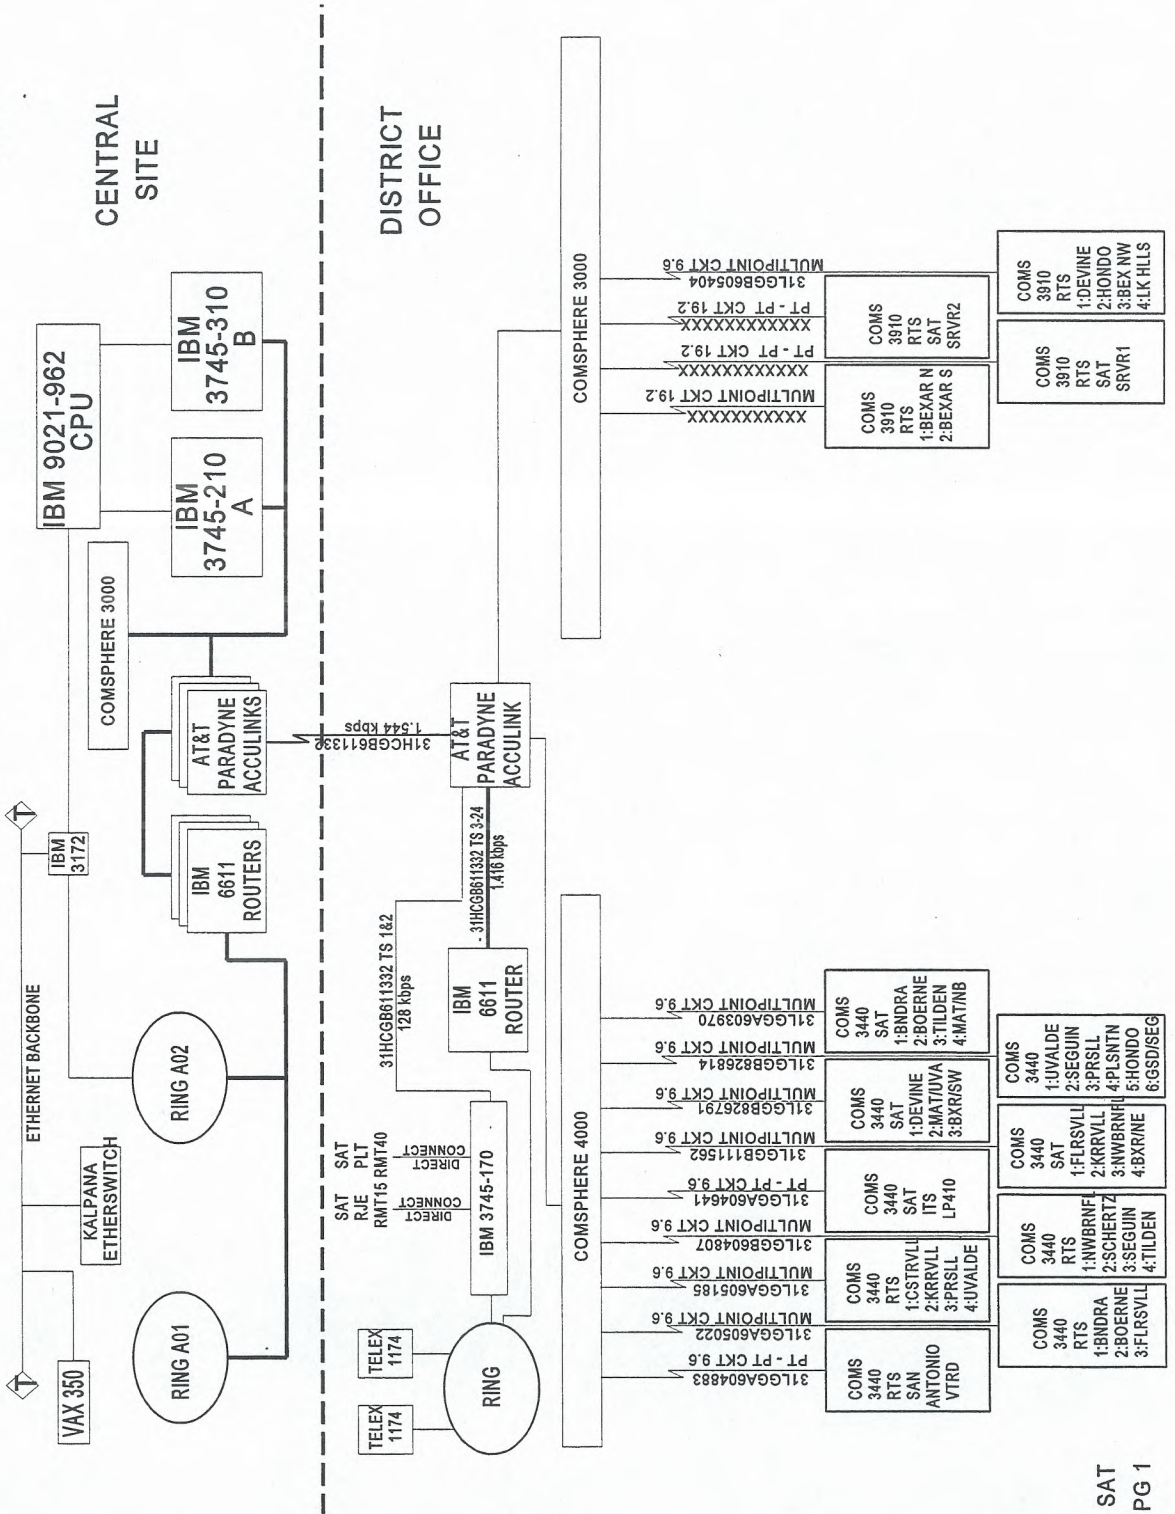 CENTRAL
SITE
IBM 9021-962
CPU
IBM
3745-310
B
IBM
3745-210
A
COMSPHERE 3000
AT&T
PARADYNE
ACCULINKS
T
IBM
3172
IBM
6611
ROUTERS
ETHERNET BACKBONE
RING A02
KALPANA
ETHERSWITCH
T
VAX 350
RING A01
DISTRICT
OFFICE
31HCGB611332
1.544 kbps
AT&T
PARADYNE
ACCULINK
31HCGB611332 TS 1&2
128 kbps
- 31HCGB611332 TS 3-24
1.416 kbps
IBM
6611
ROUTER
SAT
PLT
RMT40
DIRECT
CONNECT
SAT
RJE
RMT15
DIRECT
CONNECT
IBM 3745-170
TELEX
1174
TELEX
1174
RING
COMSPHERE 4000
31LGGA604883
PT - PT CKT 9.6
31LGGA605022
MULTIPOINT CKT 9.6
31LGGA605185
MULTIPOINT CKT 9.6
31LGGB604807
MULTIPOINT CKT 9.6
31LGGA604641
PT - PT CKT 9.6
31LGGB111562
MULTIPOINT CKT 9.6
31LGGB826791
MULTIPOINT CKT 9.6
31LGGB826814
MULTIPOINT CKT 9.6
31LGGA603970
MULTIPOINT CKT 9.6
COMS
3440
RTS
SAN
ANTONIO
VTRD
COMS
3440
RTS
1:CSTRVLL
2:KRRVLL
3:PRSLL
4:UVALDE
COMS
3440
SAT
ITS
LP410
COMS
3440
SAT
1:DEVINE
2:MAT/UVA
3:BXR/SW
COMS
3440
SAT
1:BNDRA
2:BOERNE
3:TILDEN
4:MAT/NB
COMS
3440
RTS
1:BNDRA
2:BOERNE
3:FLRSVLL
COMS
3440
RTS
1:NWBRNFL
2:SCHERTZ
3:SEGUIN
4:TILDEN
COMS
3440
SAT
1:FLRSVLL
2:KRRVLL
3:NWBRNFL
4:BXR/NE
COMS
3440
1:UVALDE
2:SEGUIN
3:PRSLL
4:PLSNTN
5:HONDO
6:GSD/SEG
COMSPHERE 3000
XXXXXXXXXXXX
MULTIPOINT CKT 19.2
XXXXXXXXXXXXX
PT - PT CKT 19.2
XXXXXXXXXXXXX
PT - PT CKT 19.2
31LGGB605404
MULTIPOINT CKT 9.6
COMS
3910
RTS
1:BEXAR N
2:BEXAR S
COMS
3910
RTS
SAT
SRVR2
COMS
3910
RTS
SAT
SRVR1
COMS
3910
RTS
1:DEVINE
2:HONDO
3:BEX NW
4:LK HLLS
SAT
PG 1